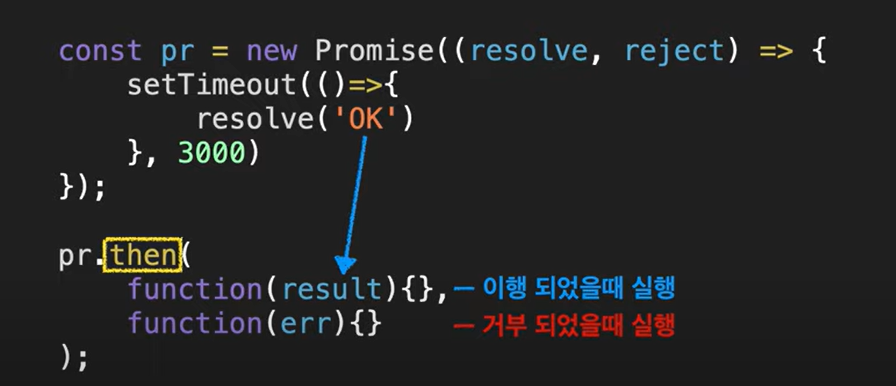 const pr = new Promise((resolve, reject) => {
setTimeout(()=>{
resolve('OK')
}, 3000)
});
pr.then(
function(result){}, – 이행 되었을때 실행
function(err){} – 거부 되었을때 실행
);